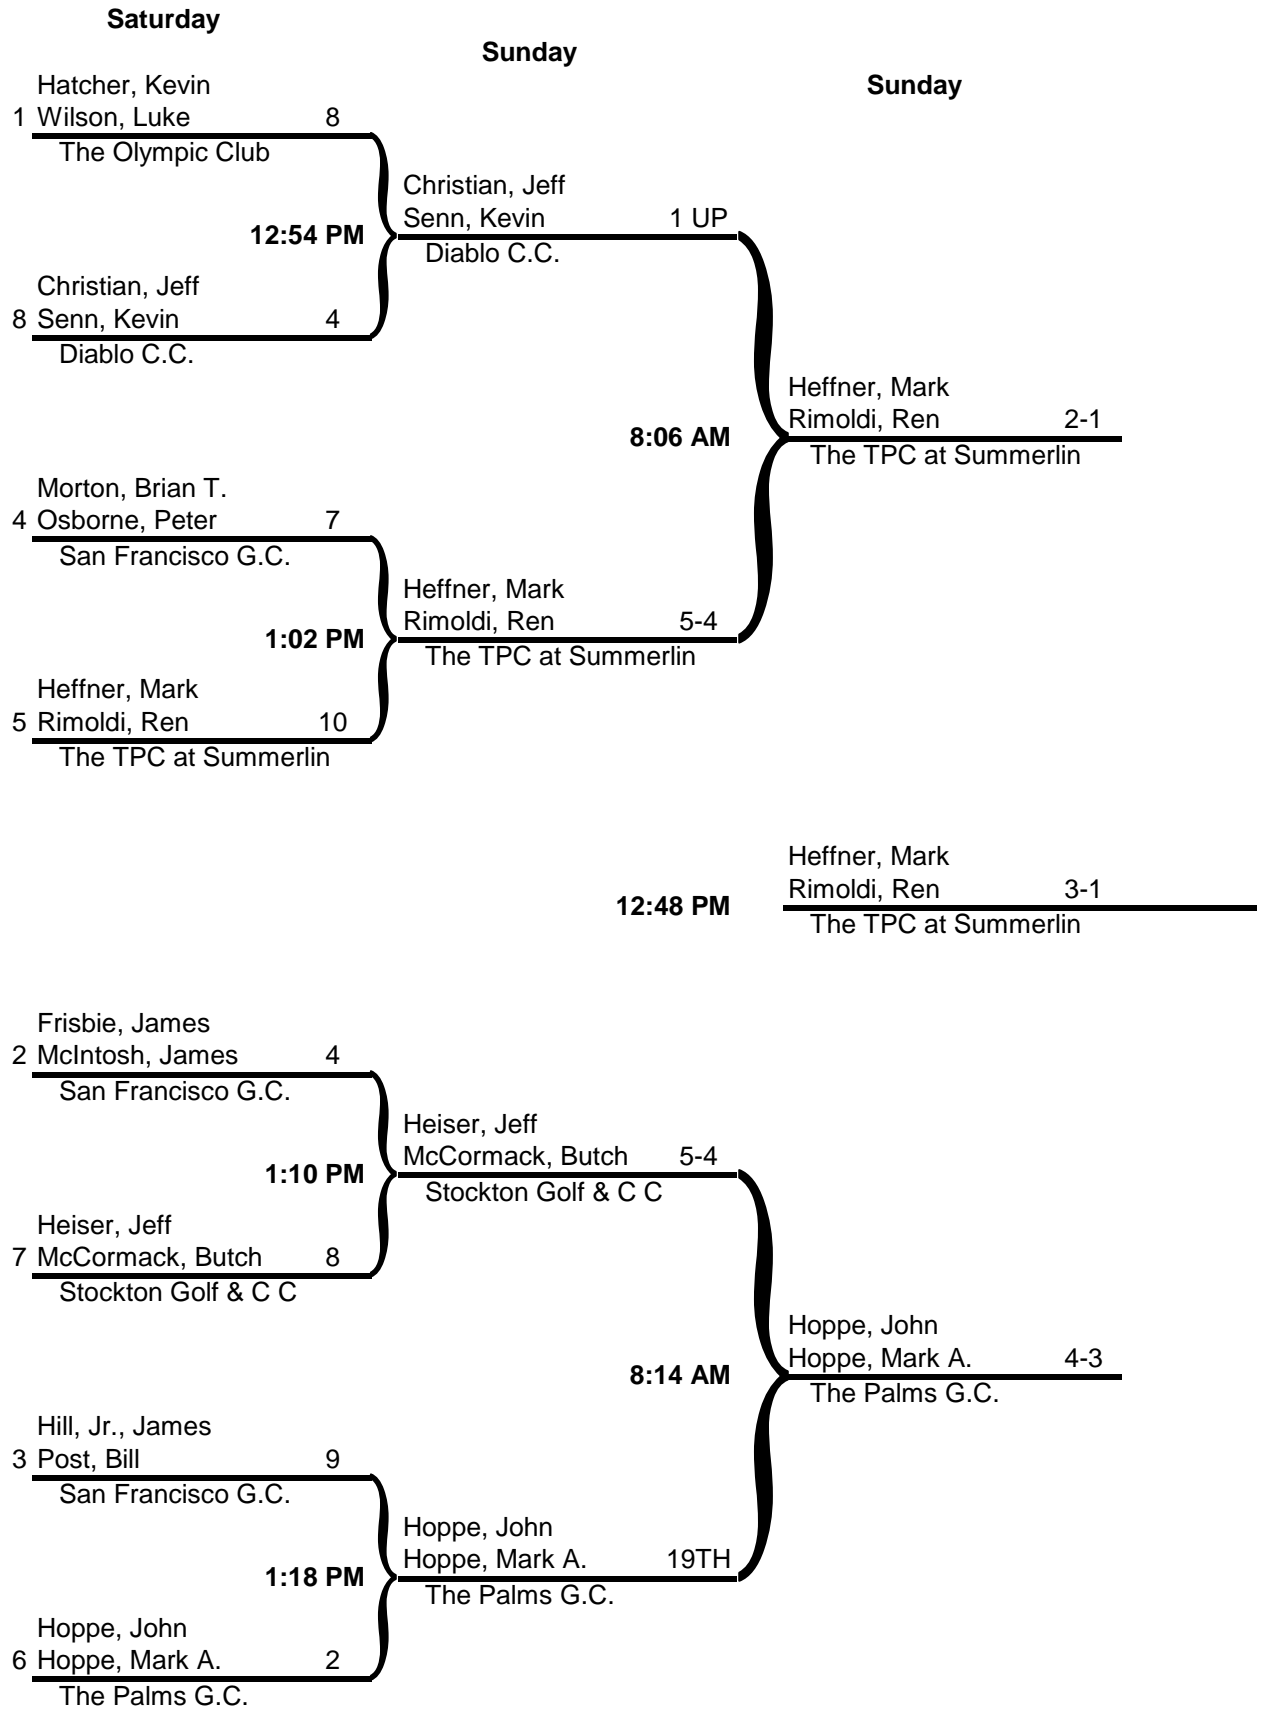 Saturday
Sunday
Sunday
Hatcher, Kevin
1 Wilson, Luke 8
The Olympic Club
Christian, Jeff
Senn, Kevin 1 UP
12:54 PM
Diablo C.C.
Christian, Jeff
8 Senn, Kevin 4
Diablo C.C.
Heffner, Mark
Rimoldi, Ren 2-1
8:06 AM
The TPC at Summerlin
Morton, Brian T.
4 Osborne, Peter 7
San Francisco G.C.
Heffner, Mark
Rimoldi, Ren 5-4
1:02 PM
The TPC at Summerlin
Heffner, Mark
5 Rimoldi, Ren 10
The TPC at Summerlin
Heffner, Mark
Rimoldi, Ren 3-1
12:48 PM
The TPC at Summerlin
Frisbie, James
2 McIntosh, James 4
San Francisco G.C.
Heiser, Jeff
McCormack, Butch 5-4
1:10 PM
Stockton Golf & C C
Heiser, Jeff
7 McCormack, Butch 8
Stockton Golf & C C
Hoppe, John
Hoppe, Mark A. 4-3
8:14 AM
The Palms G.C.
Hill, Jr., James
3 Post, Bill 9
San Francisco G.C.
Hoppe, John
Hoppe, Mark A. 19TH
1:18 PM
The Palms G.C.
Hoppe, John
6 Hoppe, Mark A. 2
The Palms G.C.